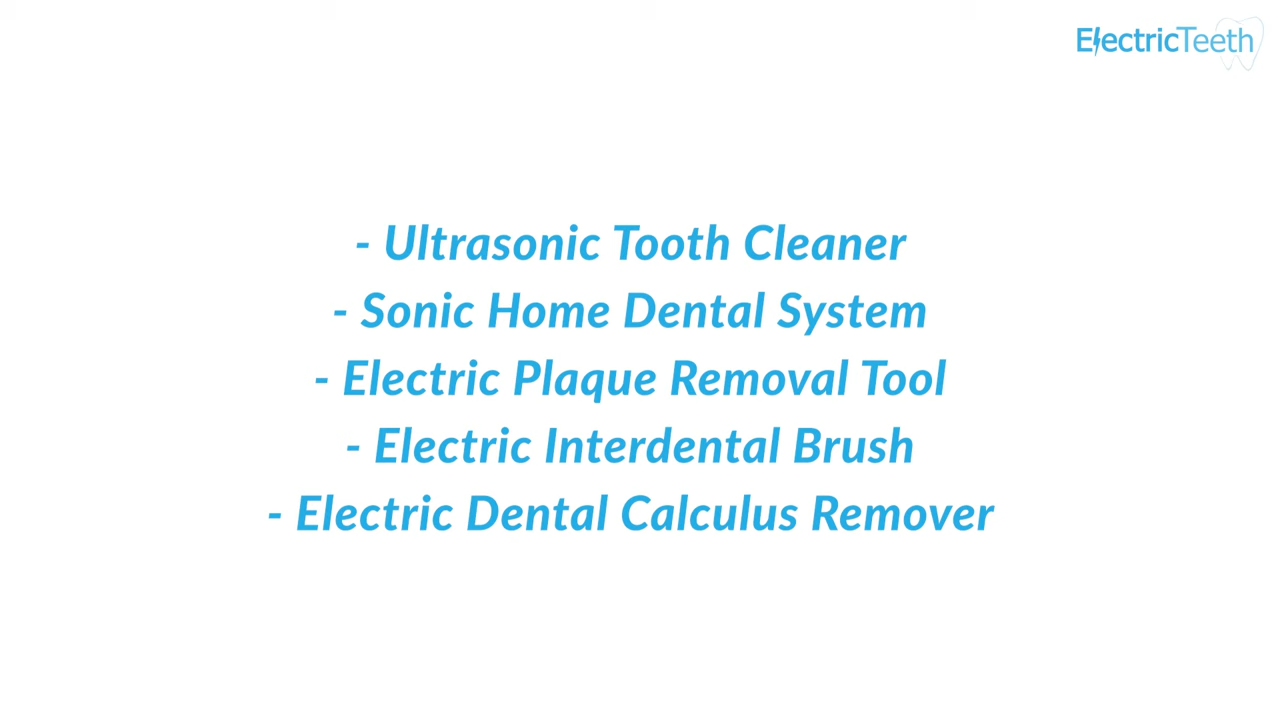 ElectricTeeth
- Ultrasonic Tooth Cleaner
- Sonic Home Dental System
- Electric Plaque Removal Tool
- Electric Interdental Brush
- Electric Dental Calculus Remover